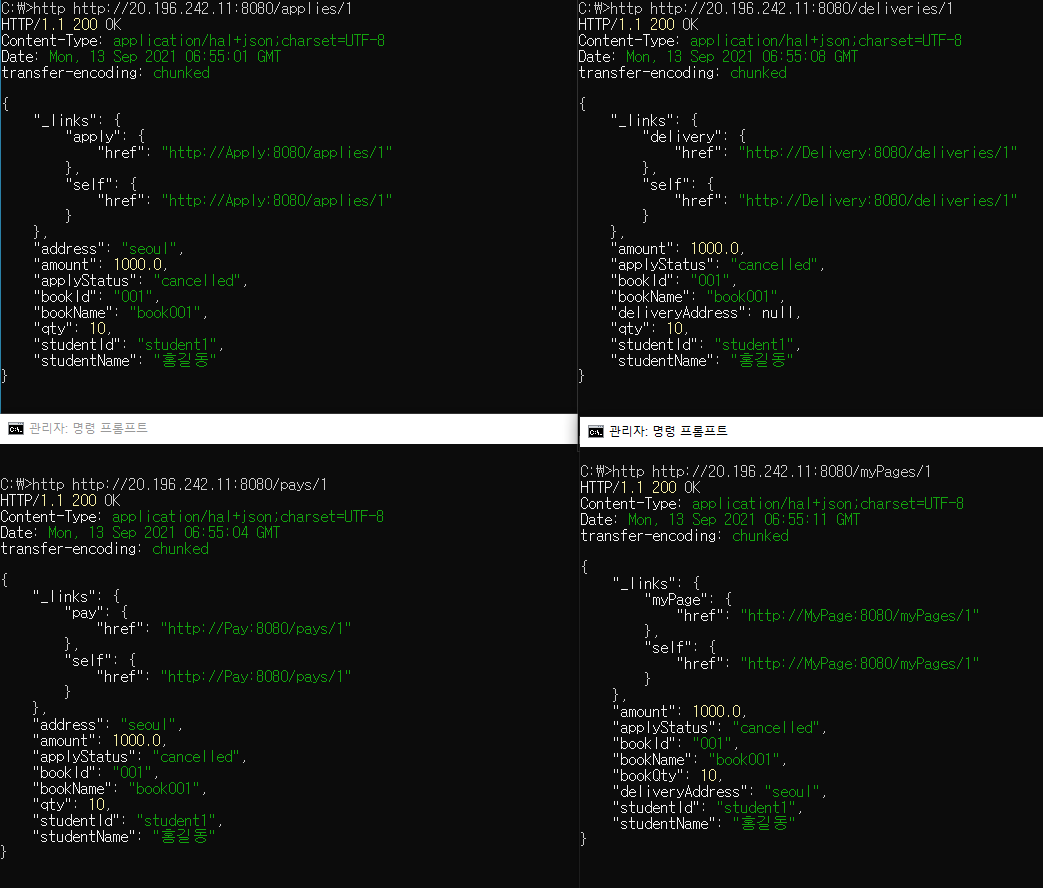 C:\>http http://20.196.242.11:8080/applies/1
HTTP/1.1 200 OK
Content-Type: application/hal+json;charset=UTF-8
Date: Mon, 13 Sep 2021 06:55:01 GMT
transfer-encoding: chunked
{
"_links": {
"apply": {
"href": "http://Apply:8080/applies/1"
},
"self": {
"href": "http://Apply:8080/applies/1"
}
},
"address": "seoul",
"amount": 1000.0,
"applyStatus": "cancelled",
"bookId": "001",
"bookName": "book001",
"qty": 10,
"studentId": "student1",
"studentName": "홍길동"
}
C:\>http http://20.196.242.11:8080/deliveries/1
HTTP/1.1 200 OK
Content-Type: application/hal+json;charset=UTF-8
Date: Mon, 13 Sep 2021 06:55:08 GMT
transfer-encoding: chunked
{
"_links": {
"delivery": {
"href": "http://Delivery:8080/deliveries/1"
},
"self": {
"href": "http://Delivery:8080/deliveries/1"
}
},
"amount": 1000.0,
"applyStatus": "cancelled",
"bookId": "001",
"bookName": "book001",
"deliveryAddress": null,
"qty": 10,
"studentId": "student1",
"studentName": "홍길동"
}
관리자: 명령 프롬프트
C:\>http http://20.196.242.11:8080/pays/1
HTTP/1.1 200 OK
Content-Type: application/hal+json;charset=UTF-8
Date: Mon, 13 Sep 2021 06:55:04 GMT
transfer-encoding: chunked
{
"_links": {
"pay": {
"href": "http://Pay:8080/pays/1"
},
"self": {
"href": "http://Pay:8080/pays/1"
}
},
"address": "seoul",
"amount": 1000.0,
"applyStatus": "cancelled",
"bookId": "001",
"bookName": "book001",
"qty": 10,
"studentId": "student1",
"studentName": "홍길동"
}
관리자: 명령 프롬프트
C:\>http http://20.196.242.11:8080/myPages/1
HTTP/1.1 200 OK
Content-Type: application/hal+json;charset=UTF-8
Date: Mon, 13 Sep 2021 06:55:11 GMT
transfer-encoding: chunked
{
"_links": {
"myPage": {
"href": "http://MyPage:8080/myPages/1"
},
"self": {
"href": "http://MyPage:8080/myPages/1"
}
},
"amount": 1000.0,
"applyStatus": "cancelled",
"bookId": "001",
"bookName": "book001",
"bookQty": 10,
"deliveryAddress": "seoul",
"studentId": "student1",
"studentName": "홍길동"
}